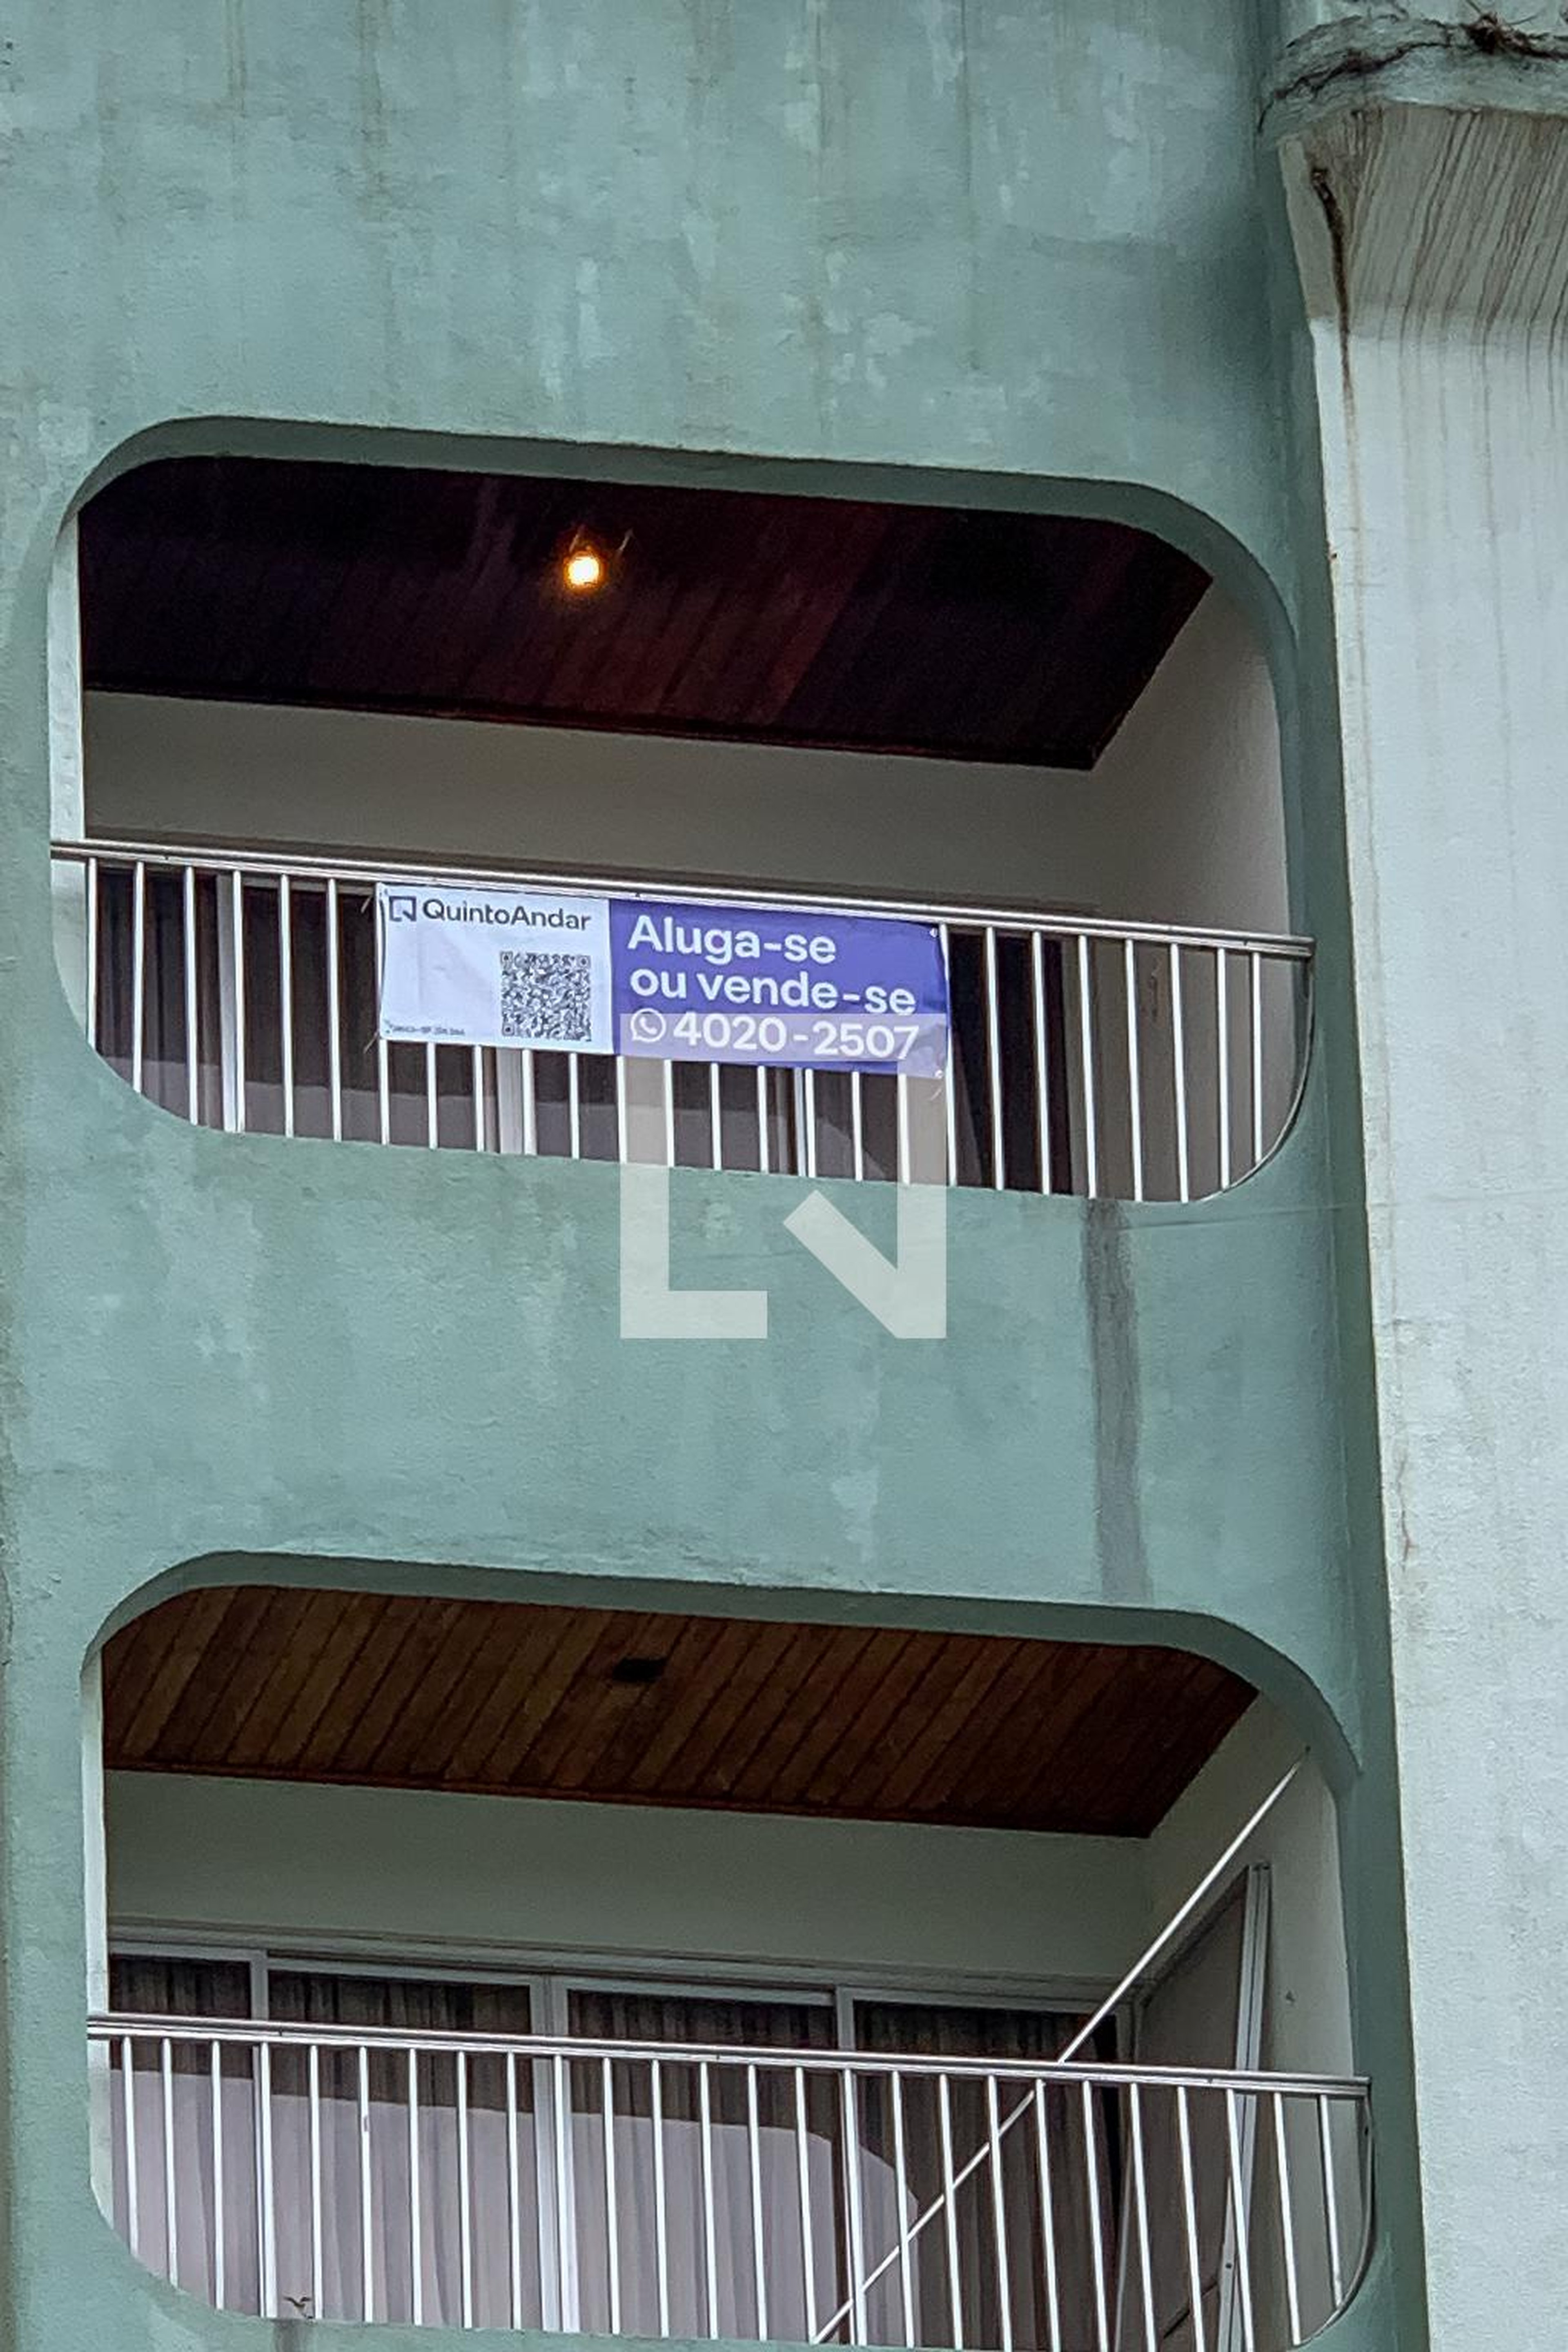 QuintoAndar
Aluga-se
ou vende-se
4020-2507